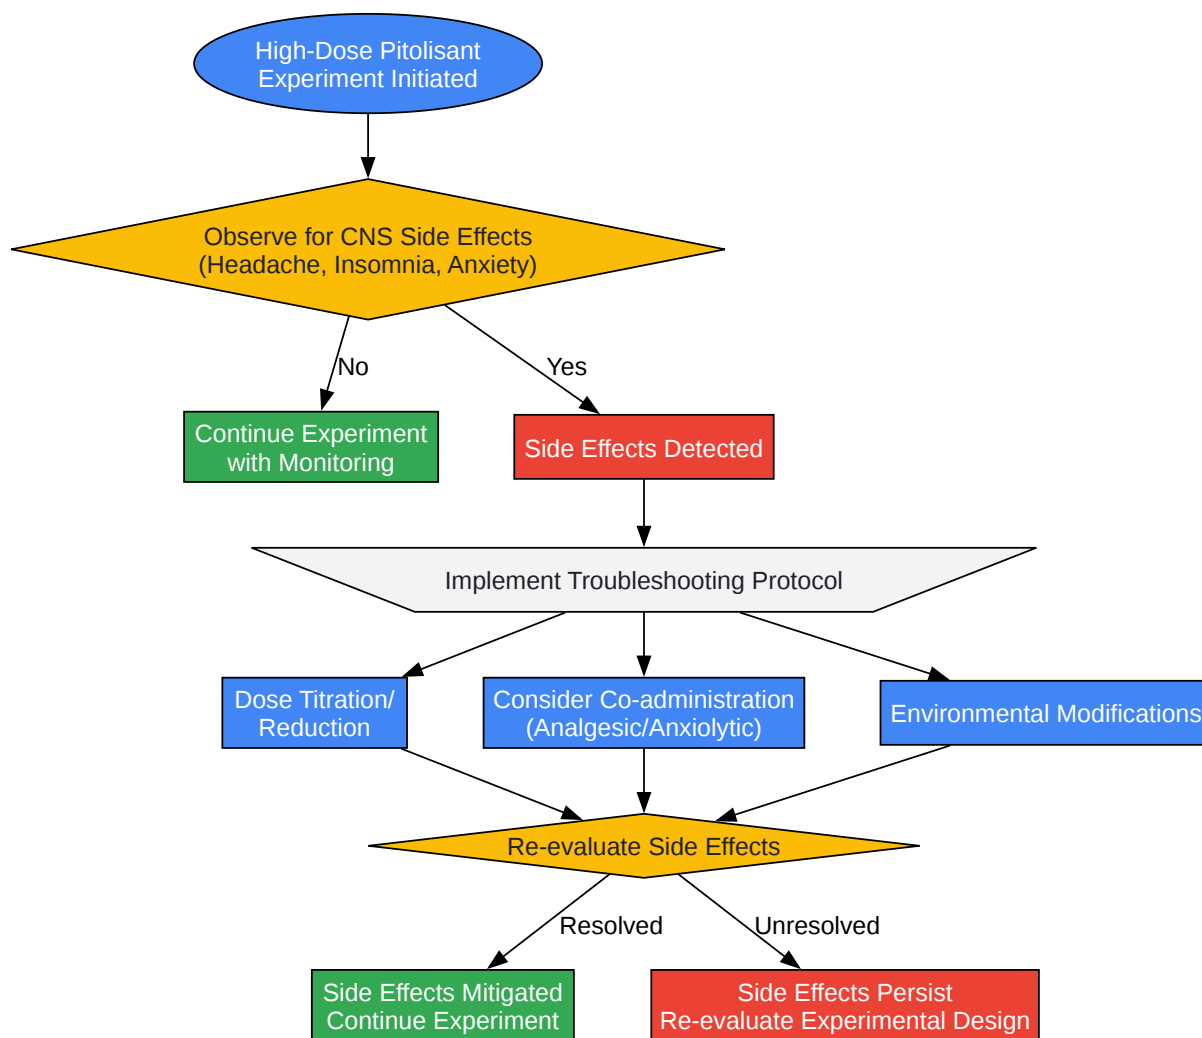 High-Dose Pitolisant
Experiment Initiated
Observe for CNS Side Effects
(Headache, Insomnia, Anxiety)
No
Yes
Continue Experiment
with Monitoring
Side Effects Detected
Implement Troubleshooting Protocol
Dose Titration/
Reduction
Consider Co-administration
(Analgesic/Anxiolytic)
Environmental Modifications
Re-evaluate Side Effects
Resolved
Unresolved
Side Effects Mitigated
Continue Experiment
Side Effects Persist
Re-evaluate Experimental Design